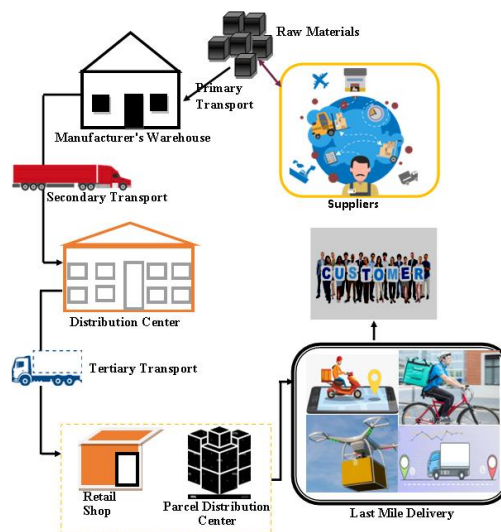 Raw Materials
Primary
Transport
Manufacturer's Warehouse
Suppliers
Secondary Transport
CUSTOMER
Distribution Center
Tertiary Transport
Retail
Shop
Parcel Distribution
Center
Last Mile Delivery